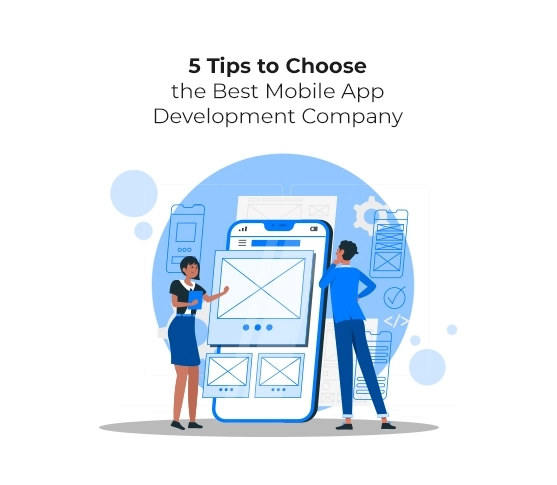 5 Tips to Choose
the Best Mobile App
Development Company
</>